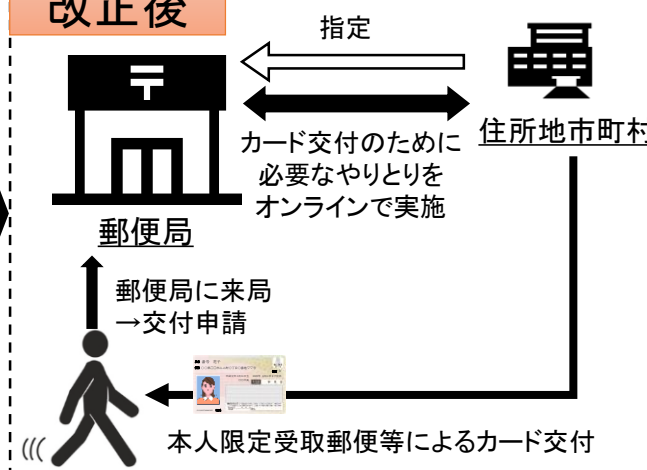 改正後
指定
カード交付のために
必要なやりとりを
オンラインで実施
住所地市町村
郵便局
郵便局に来局
→交付申請
本人限定受取郵便等によるカード交付